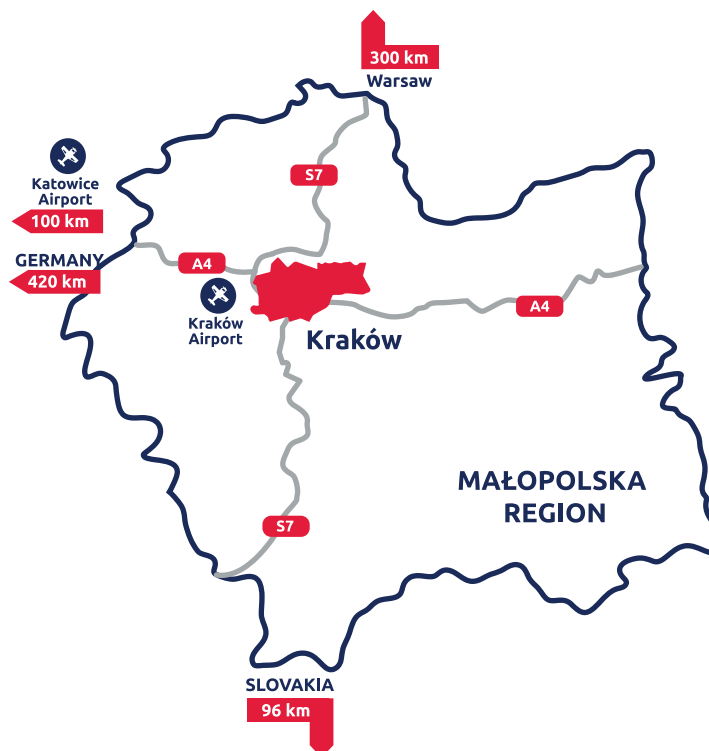 300 km
Warsaw
S7
Katowice
Airport
100 km
GERMANY
420 km
A4
Kraków
Airport
Kraków
A4
MAŁOPOLSKA
REGION
S7
SLOVAKIA
96 km